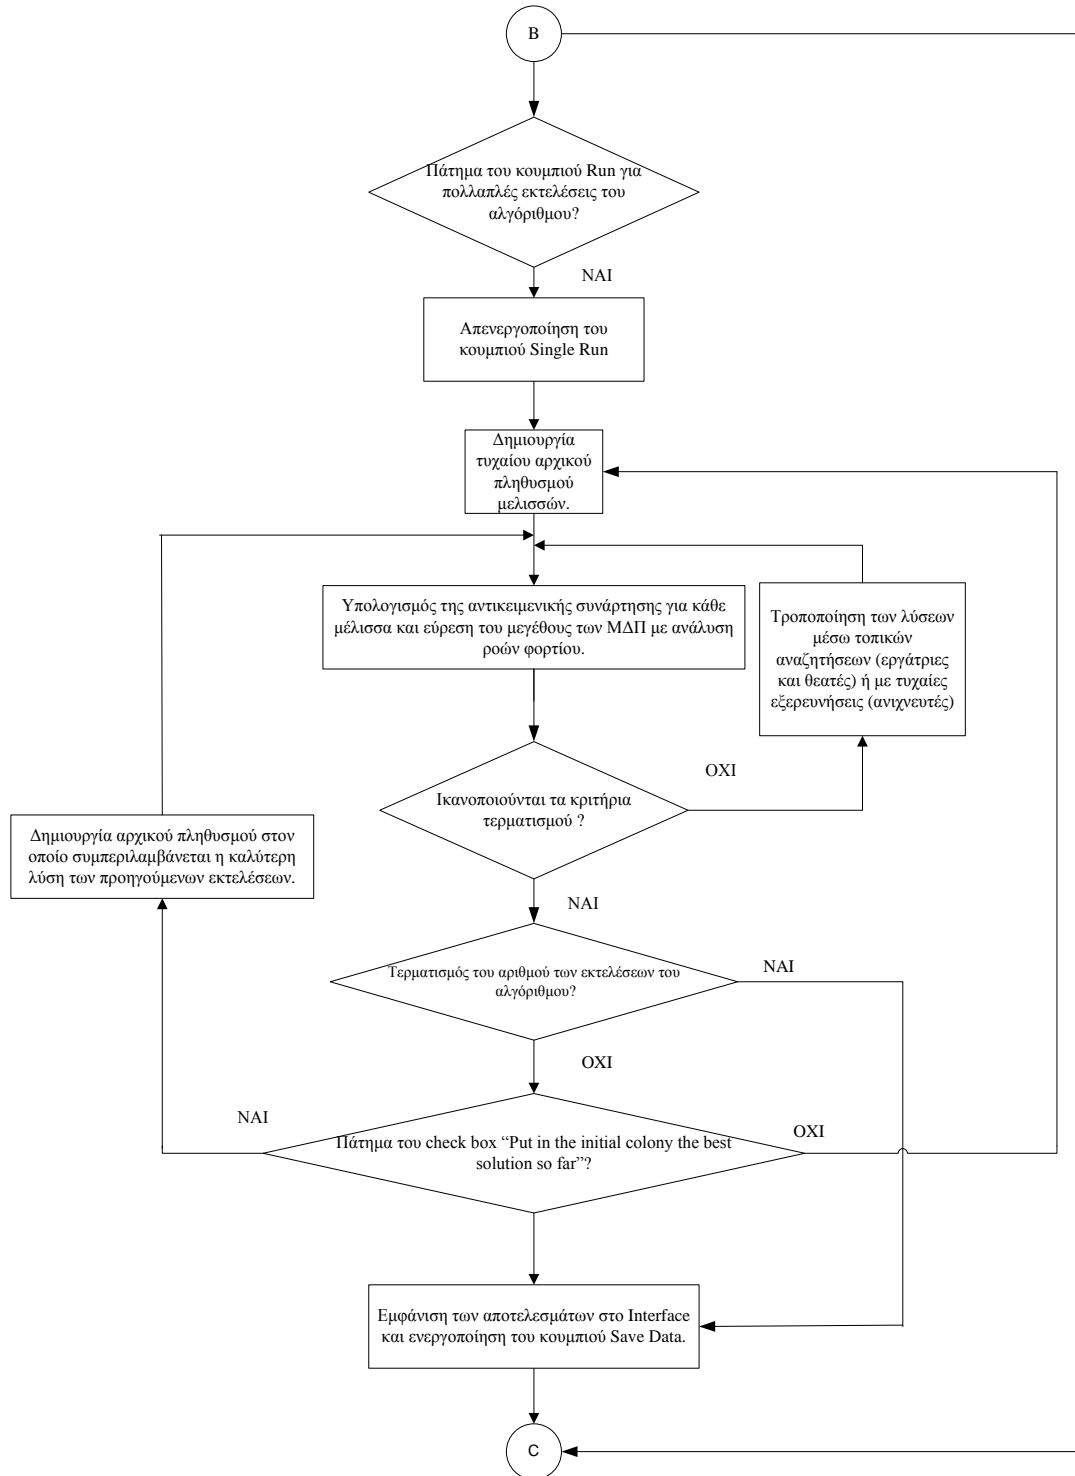 B
Πάτημα του κουμπιού Run για
πολλαπλές εκτελέσεις του
αλγόριθμου?
ΝΑΙ
Απενεργοποίηση του
κουμπιού Single Run
Δημιουργία
τυχαίου αρχικού
πληθυσμού
μελισσών.
Υπολογισμός της αντικειμενικής συνάρτησης για κάθε
μέλισσα και εύρεση του μεγέθους των ΜΔΠ με ανάλυση
ροών φορτίου.
Τροποποίηση των λύσεων
μέσω τοπικών
αναζητήσεων (εργάτριες
και θεατές) ή με τυχαίες
εξερευνήσεις (ανιχνευτές)
ΟΧΙ
Ικανοποιούνται τα κριτήρια
τερματισμού ?
Δημιουργία αρχικού πληθυσμού στον
οποίο συμπεριλαμβάνεται η καλύτερη
λύση των προηγούμενων εκτελέσεων.
ΝΑΙ
Τερματισμός του αριθμού των εκτελέσεων του
αλγόριθμου?
ΝΑΙ
ΟΧΙ
ΝΑΙ
Πάτημα του check box “Put in the initial colony the best
solution so far”?
ΟΧΙ
Εμφάνιση των αποτελεσμάτων στο Interface
και ενεργοποίηση του κουμπιού Save Data.
C